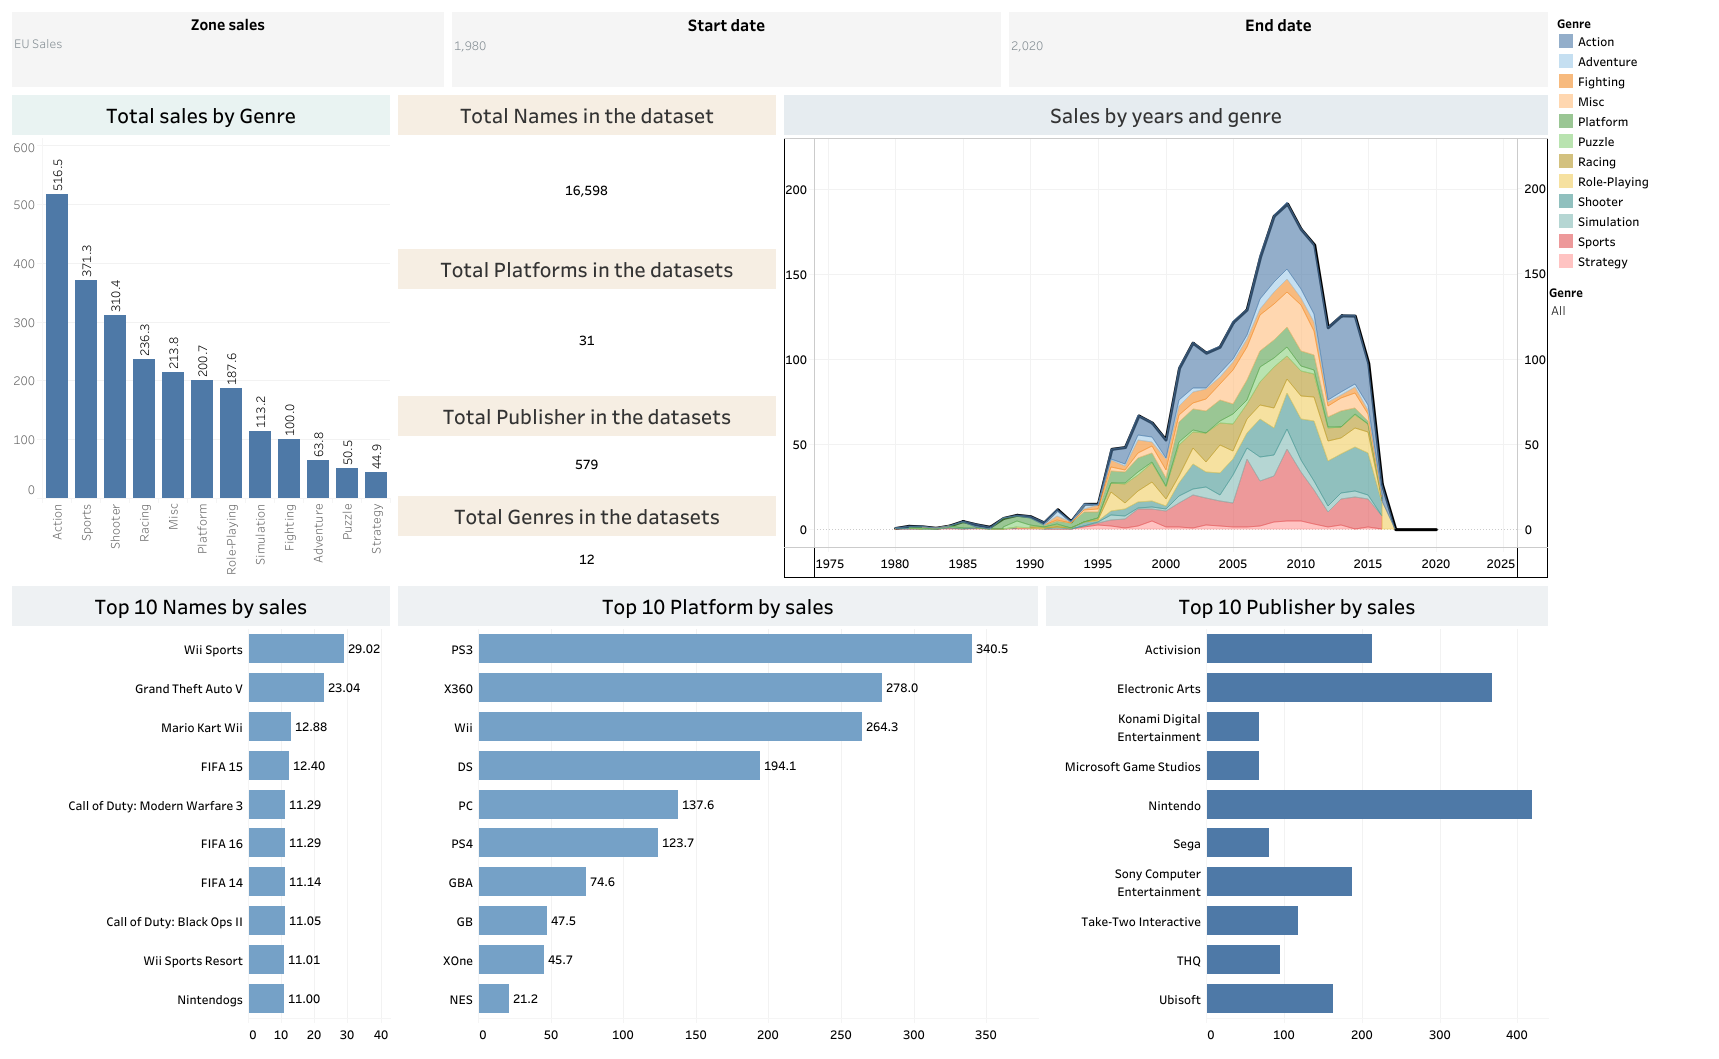 Zone sales
EU Sales
Start date
1,980
End date
2,020
Genre
Action
Adventure
Fighting
Misc
Platform
Puzzle
Racing
Role-Playing
Shooter
Simulation
Sports
Strategy
Genre
All
Total sales by Genre
600
500
400
300
200
100
0
516.5
371.3
310.4
236.3
213.8
200.7
187.6
113.2
100.0
63.8
50.5
44.9
Action
Sports
Shooter
Racing
Misc
Platform
Role-Playing
Simulation
Fighting
Adventure
Puzzle
Strategy
Total Names in the dataset
16,598
Total Platforms in the datasets
31
Total Publisher in the datasets
579
Total Genres in the datasets
12
Sales by years and genre
200
150
100
50
0
200
150
100
50
0
1975
1980
1985
1990
1995
2000
2005
2010
2015
2020
2025
Top 10 Names by sales
Wii Sports 29.02
Grand Theft Auto V 23.04
Mario Kart Wii 12.88
FIFA 15 12.40
Call of Duty: Modern Warfare 3 11.29
FIFA 16 11.29
FIFA 14 11.14
Call of Duty: Black Ops II 11.05
Wii Sports Resort 11.01
Nintendogs 11.00
0 10 20 30 40
Top 10 Platform by sales
PS3 340.5
X360 278.0
Wii 264.3
DS 194.1
PC 137.6
PS4 123.7
GBA 74.6
GB 47.5
XOne 45.7
NES 21.2
0 50 100 150 200 250 300 350
Top 10 Publisher by sales
Activision
Electronic Arts
Konami Digital
Entertainment
Microsoft Game Studios
Nintendo
Sega
Sony Computer
Entertainment
Take-Two Interactive
THQ
Ubisoft
0 100 200 300 400